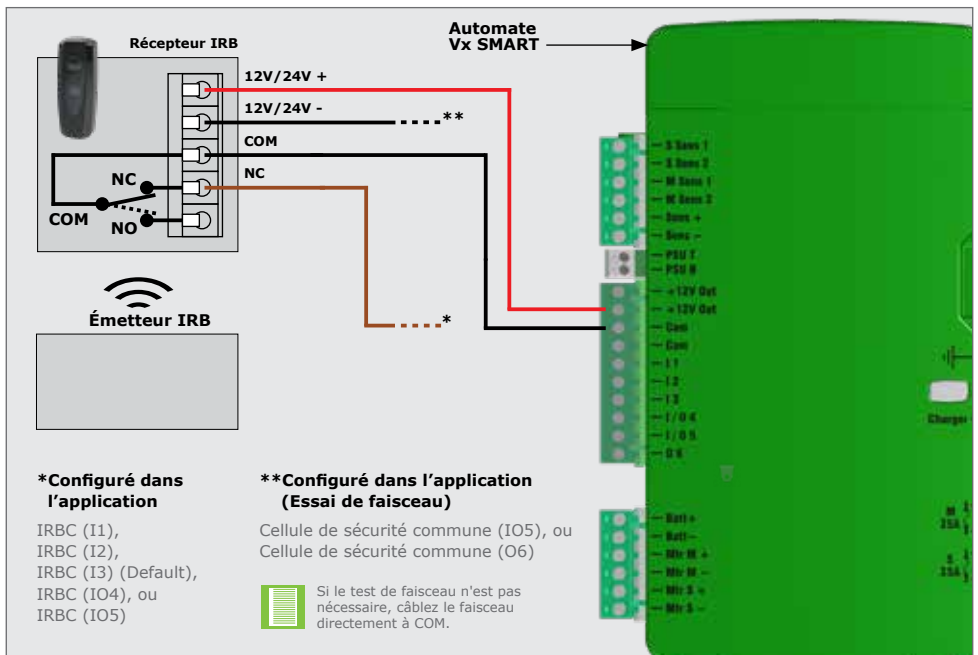 Automate
Vx SMART
Récepteur IRB
12V/24V +
12V/24V -
**
COM
NC
NC
COM
NO
*
Émetteur IRB
S Sens 1
S Sens 2
M Sens 1
M Sens 2
Sens +
Sens -
PSU T
PSU N
+12V Out
+12V Out
Com
Com
I 1
I 2
I 3
I / O 4
I / O 5
O 6
Charger
Batt+
Batt-
Mtr M +
Mtr M -
Mtr S +
Mtr S -
M
S
*Configuré dans
l’application
IRBC (I1),
IRBC (I2),
IRBC (I3) (Default),
IRBC (IO4), ou
IRBC (IO5)
**Configuré dans l’application
(Essai de faisceau)
Cellule de sécurité commune (IO5), ou
Cellule de sécurité commune (O6)
Si le test de faisceau n'est pas
nécessaire, câblez le faisceau
directement à COM.